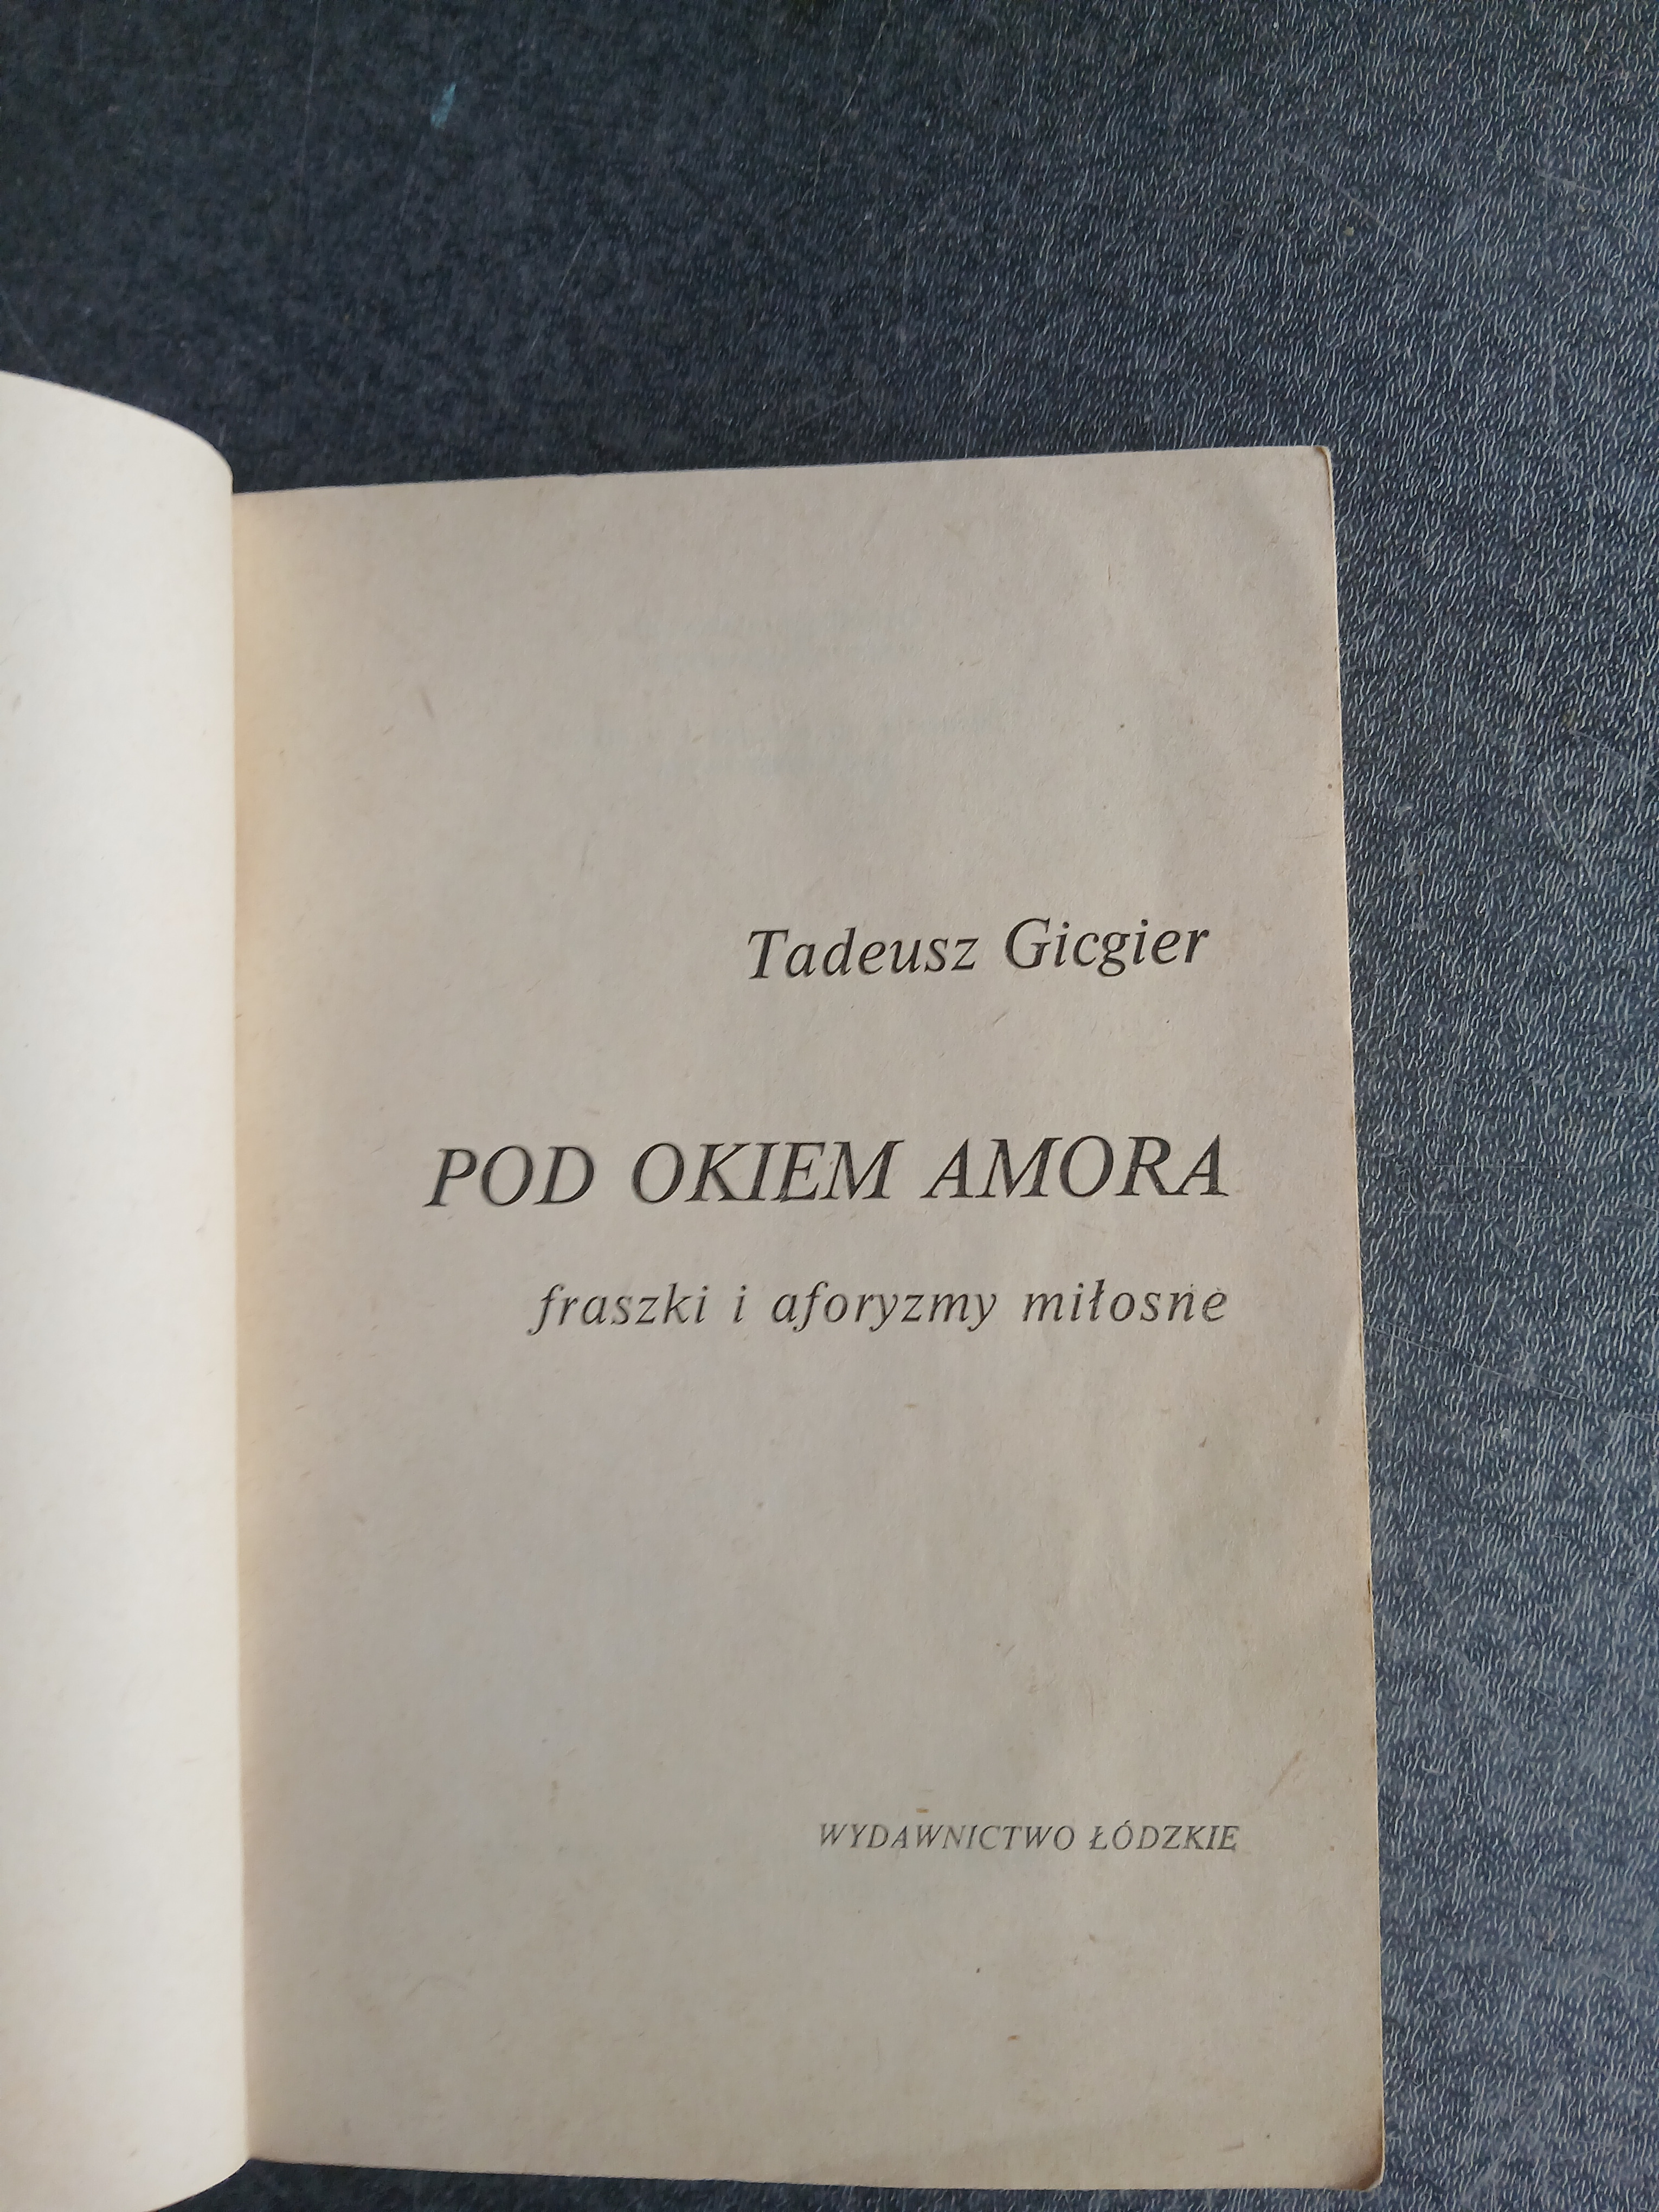 Tadeusz Gicgier
POD OKIEM AMORA
fraszki i aforyzmy miłosne
WYDAWNICTWO ŁÓDZKIE